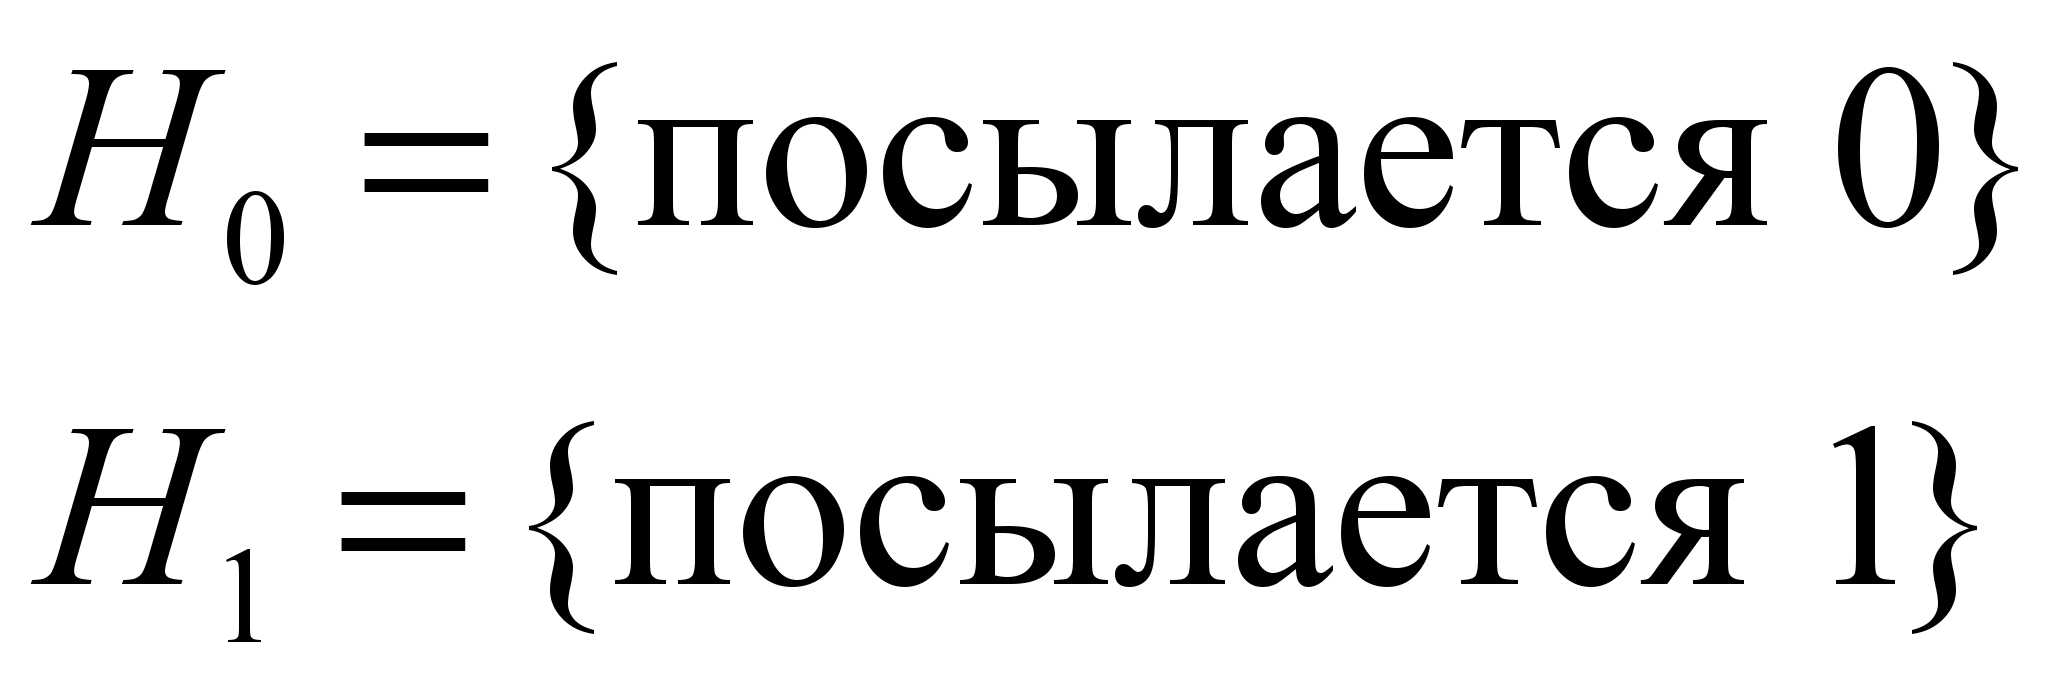 H₀ = {посылается 0}
H₁ = {посылается 1}